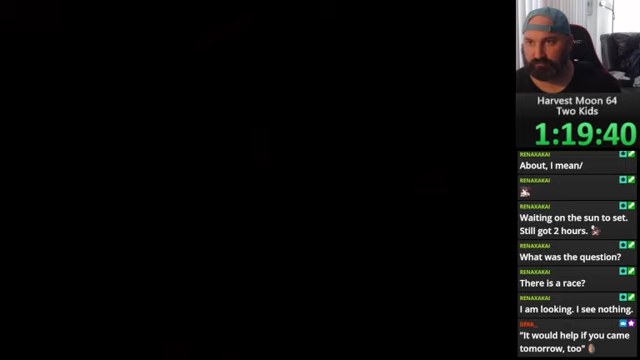 Harvest Moon 64
Two Kids
1:19:40
RENAXAKAI
About, I mean/
RENAXAKAI
RENAXAKAI
Waiting on the sun to set.
Still got 2 hours.
RENAXAKAI
What was the question?
RENAXAKAI
There is a race?
RENAXAKAI
I am looking. I see nothing.
"It would help if you came
tomorrow, too"